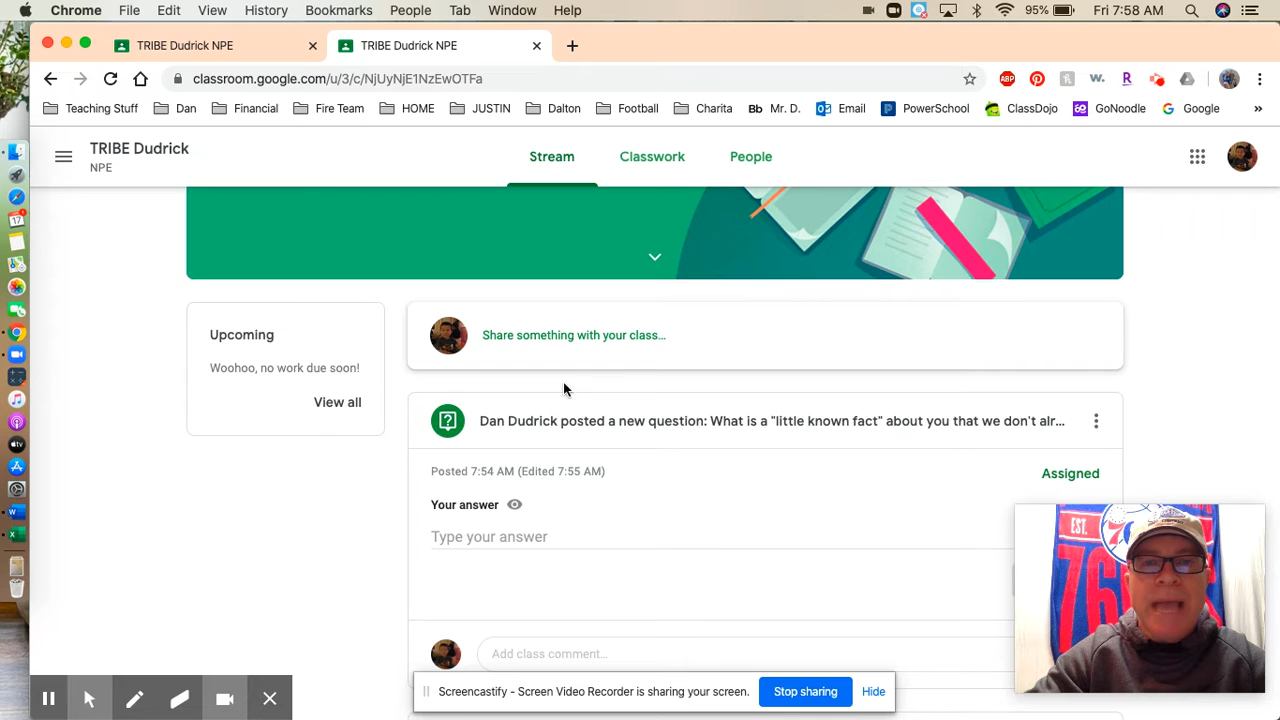 Chrome File Edit View History Bookmarks People Tab Window Help 95% Fri 7:58 AM
TRIBE Dudrick NPE TRIBE Dudrick NPE
classroom.google.com/u/3/c/NjUyNjE1NzEwOTFa
ABP
Teaching Stuff Dan Financial Fire Team HOME JUSTIN Dalton Football Charita Bb Mr. D. Email PowerSchool ClassDojo GoNoodle Google »
TRIBE Dudrick
NPE
Stream Classwork People
Upcoming
Woohoo, no work due soon!
View all
Share something with your class...
Dan Dudrick posted a new question: What is a "little known fact" about you that we don't alr...
Posted 7:54 AM (Edited 7:55 AM)
Assigned
Your answer
Type your answer
Add class comment...
EST.
76
Screencastify - Screen Video Recorder is sharing your screen. Stop sharing Hide